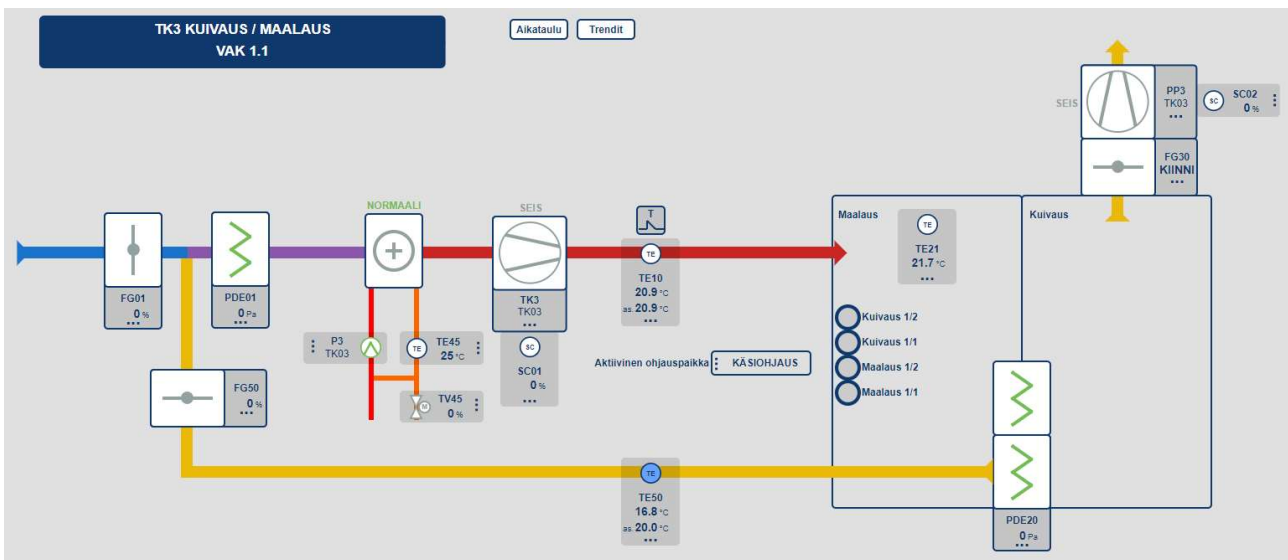 TK3 KUIVAUS / MAALAUS
VAK 1.1
Aikataulu
Trendit
SEIS
PP3
TK03
SC
SC02
0 %
FG30
KIINNI
NORMAALI
SEIS
T
Maalaus
Kuivaus
TE
TE21
21.7 °C
FG01
0 %
PDE01
0 Pa
TK3
TK03
TE
TE10
20.9 °C
as. 20.9 °C
P3
TK03
TE
TE45
25 °C
SC
SC01
0 %
Kuivaus 1/2
Kuivaus 1/1
Maalaus 1/2
Maalaus 1/1
Aktiivinen ohjauspaikka
KÄSIOHJAUS
FG50
0 %
M
TV45
0 %
TE
TE50
16.8 °C
as. 20.0 °C
PDE20
0 Pa